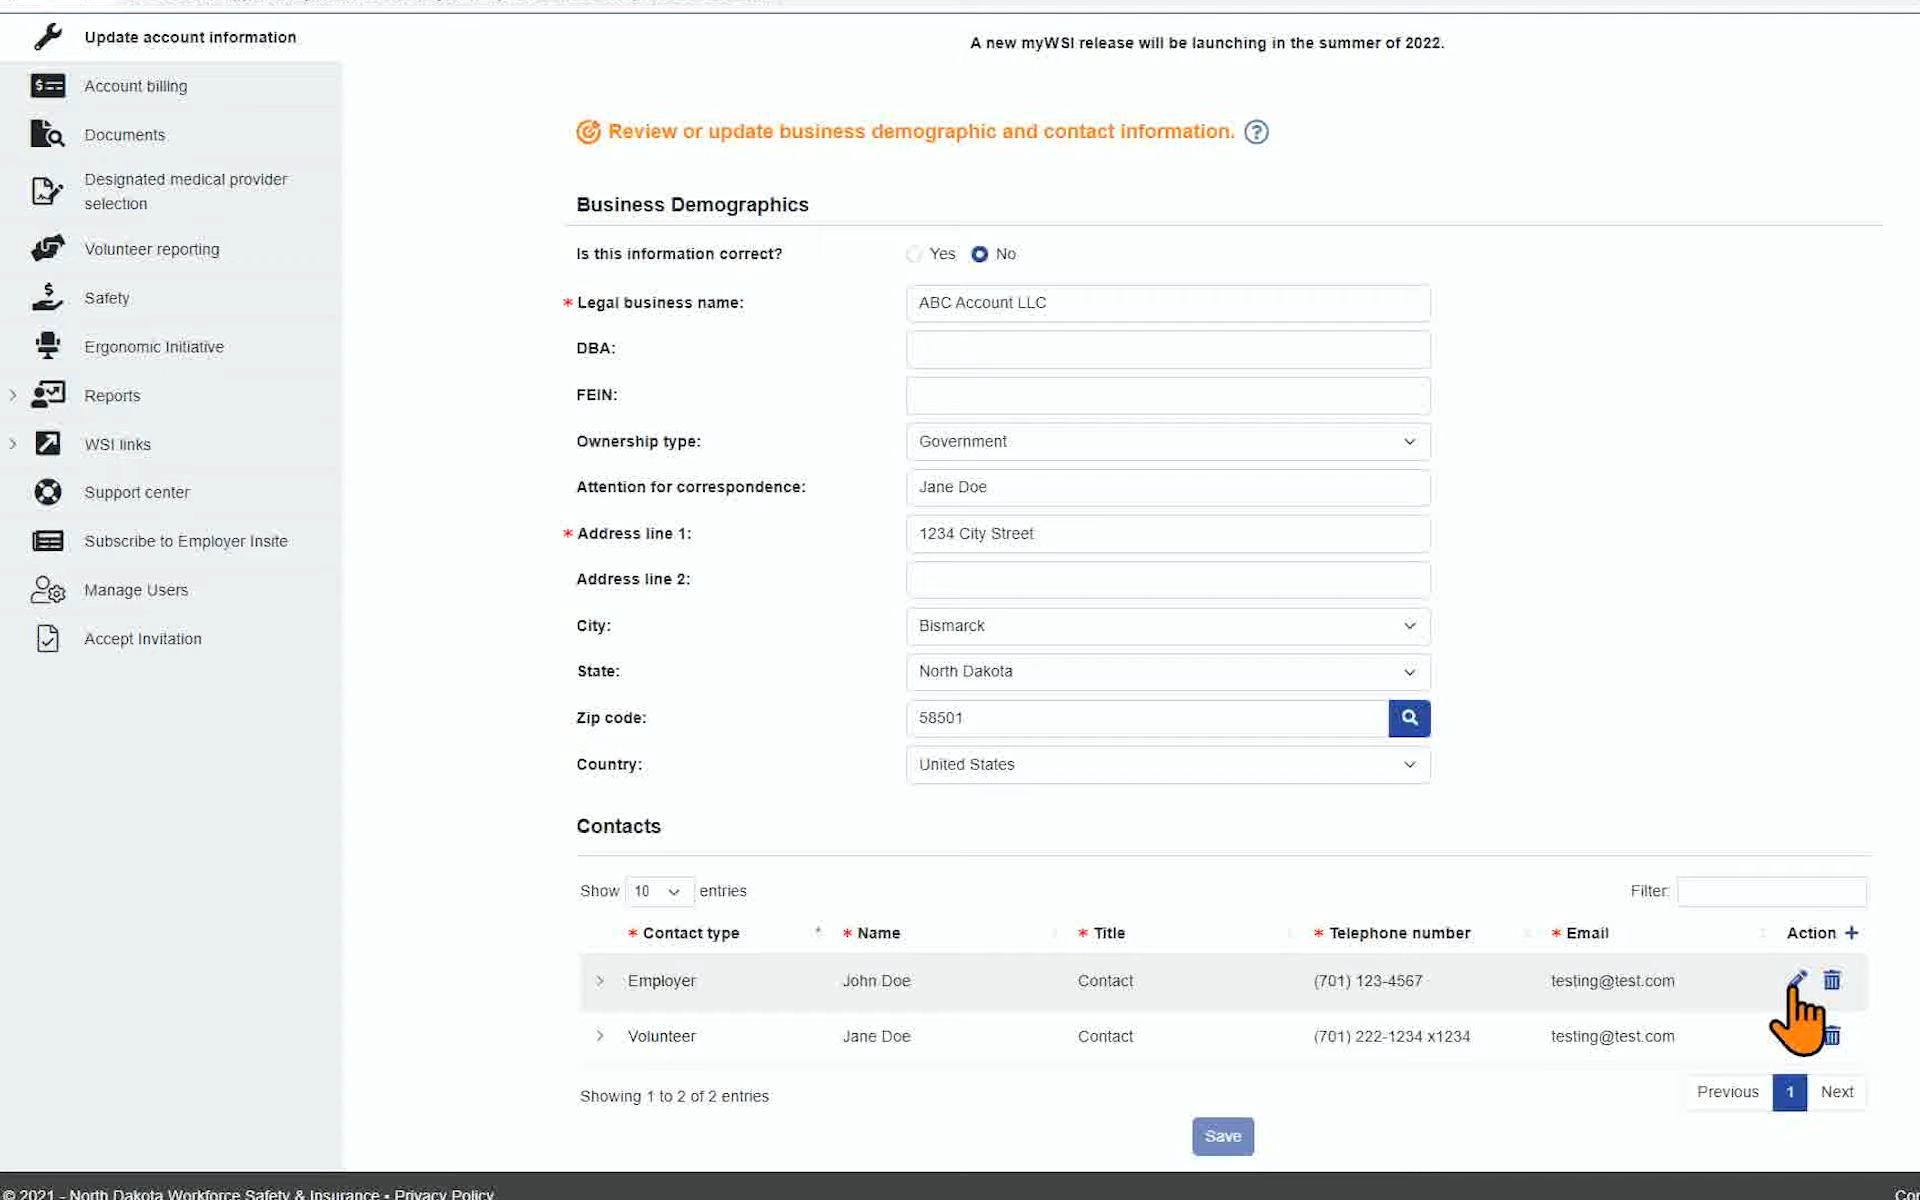 Update account information
A new myWSI release will be launching in the summer of 2022.
Account billing
Documents
Designated medical provider
selection
Volunteer reporting
Safety
Ergonomic Initiative
Reports
WSI links
Support center
Subscribe to Employer Insite
Manage Users
Accept Invitation
Review or update business demographic and contact information. ?
Business Demographics
Is this information correct? Yes No
* Legal business name: ABC Account LLC
DBA:
FEIN:
Ownership type: Government
Attention for correspondence: Jane Doe
* Address line 1: 1234 City Street
Address line 2:
City: Bismarck
State: North Dakota
Zip code: 58501
Country: United States
Contacts
Show 10 entries Filter:
* Contact type * Name * Title * Telephone number * Email Action +
Employer John Doe Contact (701) 123-4567 testing@test.com
Volunteer Jane Doe Contact (701) 222-1234 x1234 testing@test.com
Showing 1 to 2 of 2 entries Previous 1 Next
Save
© 2021 - North Dakota Workforce Safety & Insurance • Privacy Policy